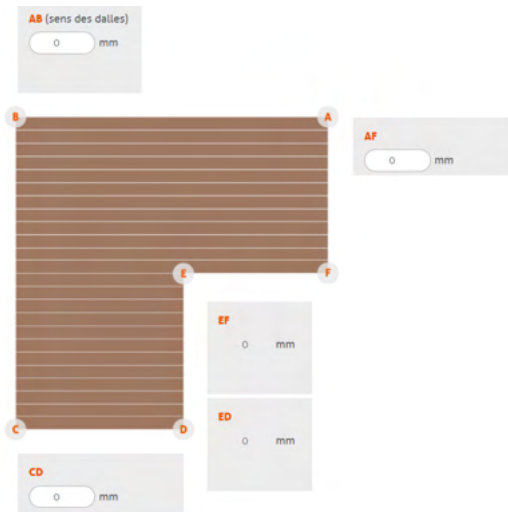 AB (sens des dalles)
0 mm
B
A
AF
0 mm
E
F
EF
0 mm
ED
0 mm
C
D
CD
0 mm